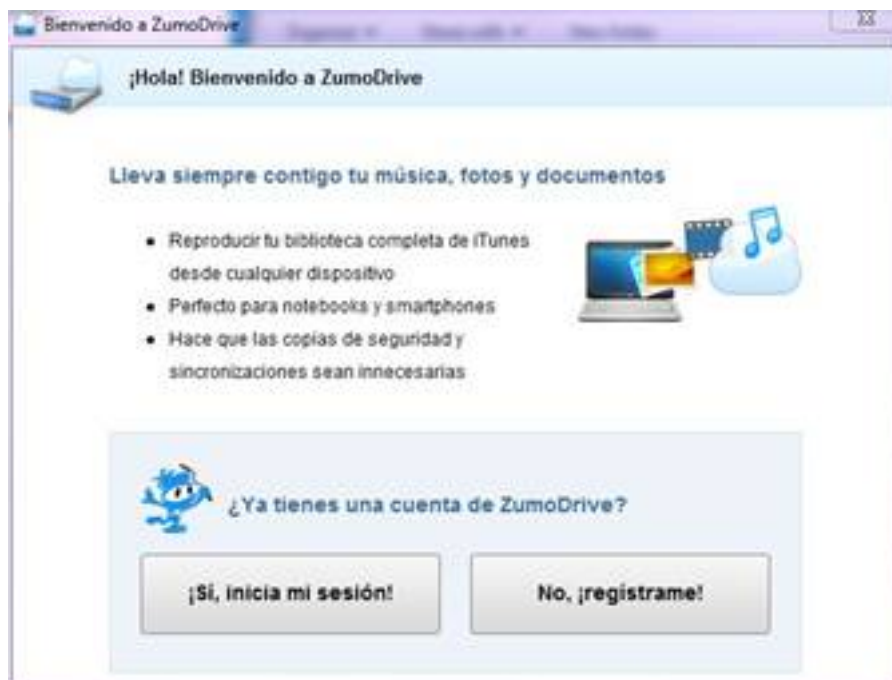 Bienvenido a ZumoDrive
¡Hola! Bienvenido a ZumoDrive
Lleva siempre contigo tu música, fotos y documentos
Reproducir tu biblioteca completa de iTunes
desde cualquier dispositivo
Perfecto para notebooks y smartphones
Hace que las copias de seguridad y
sincronizaciones sean innecesarias
¿Ya tienes una cuenta de ZumoDrive?
¡Sí, inicia mi sesión!
No, ¡regístrame!